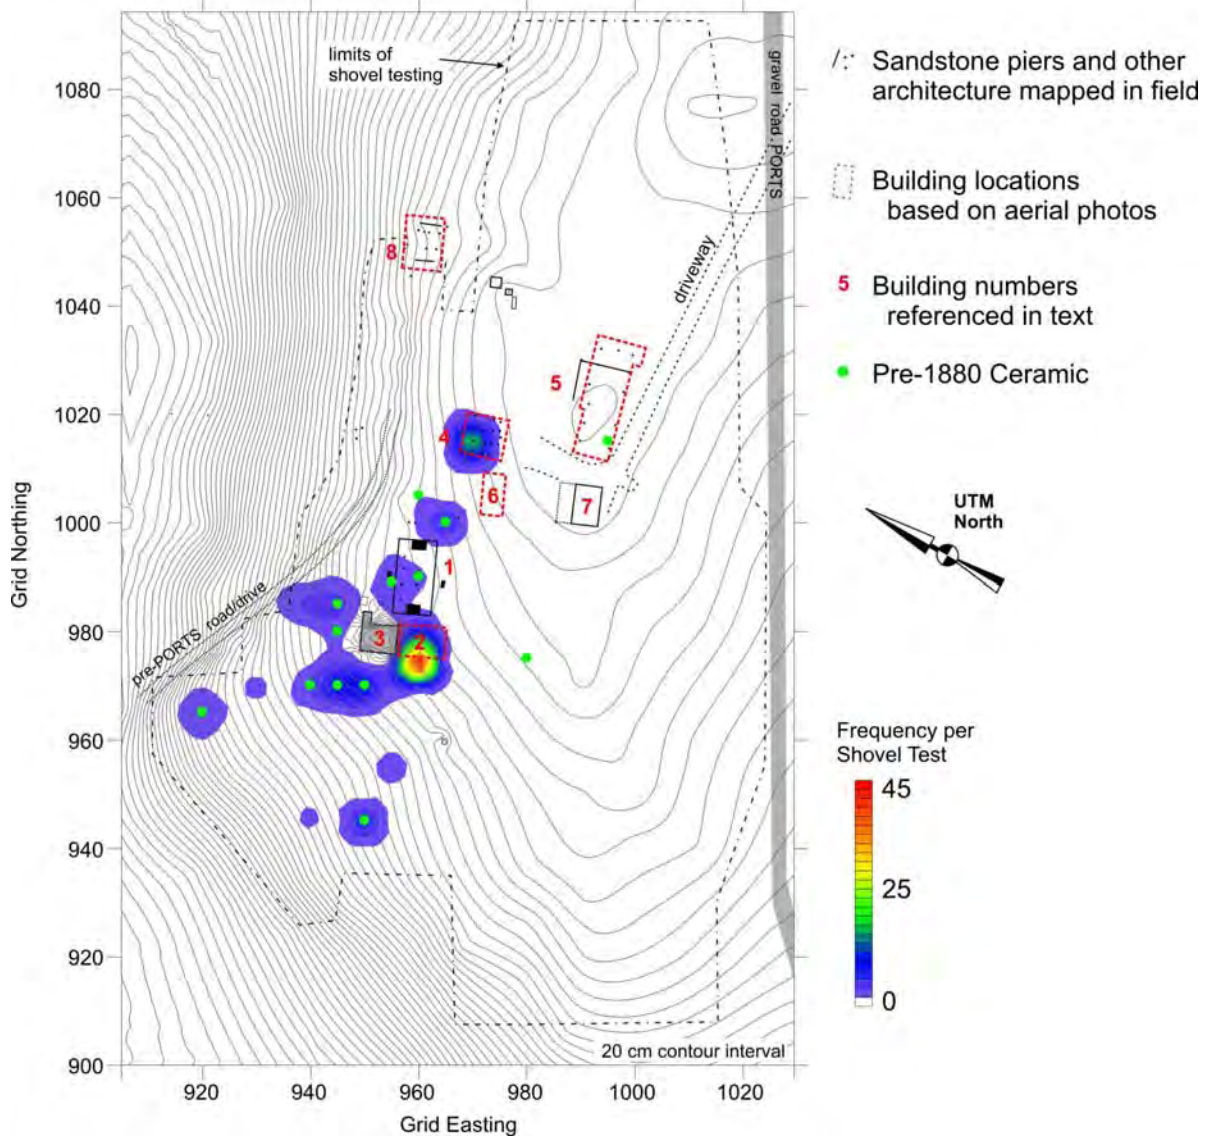 limits of
shovel testing
gravel road PORTS
driveway
pre-PORTS road/drive
8
5
4
6
7
1
3
2
20 cm contour interval
1080
1060
1040
1020
1000
980
960
940
920
900
Grid Northing
920
940
960
980
1000
1020
Grid Easting
Sandstone piers and other
architecture mapped in field
Building locations
based on aerial photos
5
Building numbers
referenced in text
Pre-1880 Ceramic
UTM
North
Frequency per
Shovel Test
45
25
0